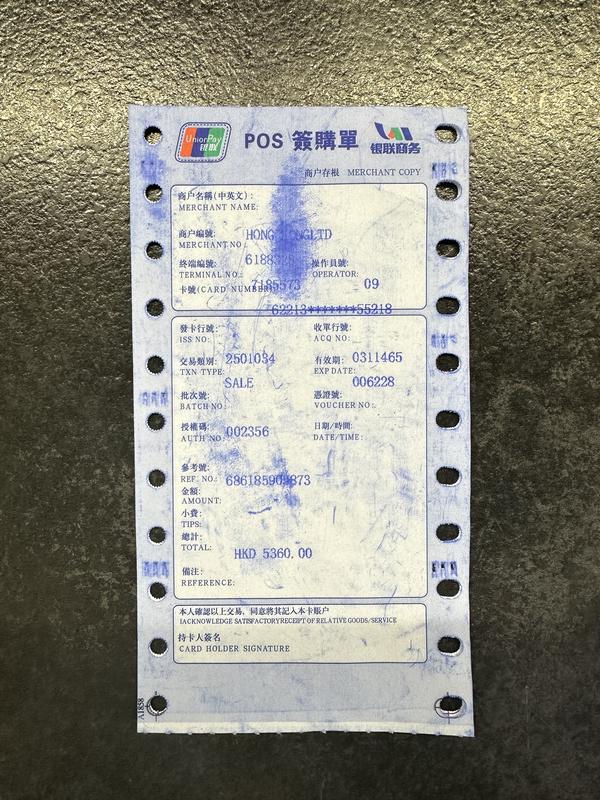 UnionPay
银联
POS 簽購單
银联商务
商户存根 MERCHANT COPY
商户名稱(中英文):
MERCHANT NAME:
商户編號: HONG LTD
MERCHANT NO.
終端編號: 操作員號:
TERMINAL NO.: OPERATOR:
卡號(CARD NUMBER) 7185573 09
62213*******55218
發卡行號: 收單行號:
ISS NO: ACQ NO.:
交易類別: 2501034 有效期: 0311465
TXN TYPE: EXP DATE:
SALE 006228
批次號: 憑證號:
BATCH NO.: VOUCHER NO.:
授權碼: 002356 日期/時間:
AUTH NO. DATE/TIME:
參考號:
REF. NO.:
金額:
AMOUNT:
小費:
TIPS:
總計:
TOTAL: HKD 5360.00
備注:
REFERENCE:
本人確認以上交易, 同意將其記入本卡賬户
IACKNOWLEDGE SATISFACTORYRECEIPT OF RELATIVE GOODS/SERVICE
持卡人簽名
CARD HOLDER SIGNATURE
A1858